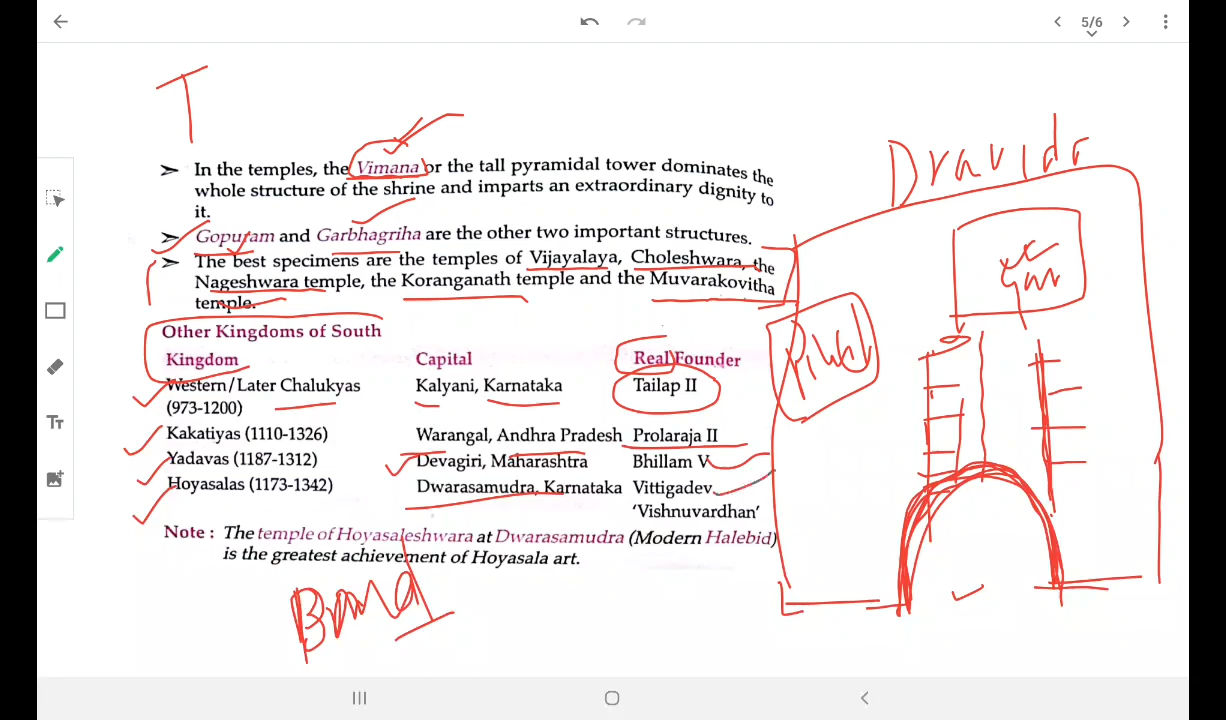 5/6
T
Dravida
➢ In the temples, the Vimana or the tall pyramidal tower dominates the
whole structure of the shrine and imparts an extraordinary dignity to
it.
➢ Gopuram and Garbhagriha are the other two important structures.
➢ The best specimens are the temples of Vijayalaya, Choleshwara, the
Nageshwara temple, the Koranganath temple and the Muvarakovitha
temple.
Other Kingdoms of South
Kingdom Capital Real Founder
Western/Later Chalukyas Kalyani, Karnataka Tailap II
(973-1200)
Kakatiyas (1110-1326) Warangal, Andhra Pradesh Prolaraja II
Yadavas (1187-1312) Devagiri, Maharashtra Bhillam V
Hoyasalas (1173-1342) Dwarasamudra, Karnataka Vittigadev
'Vishnuvardhan'
Note : The temple of Hoyasaleshwara at Dwarasamudra (Modern Halebid)
is the greatest achievement of Hoyasala art.
Tт